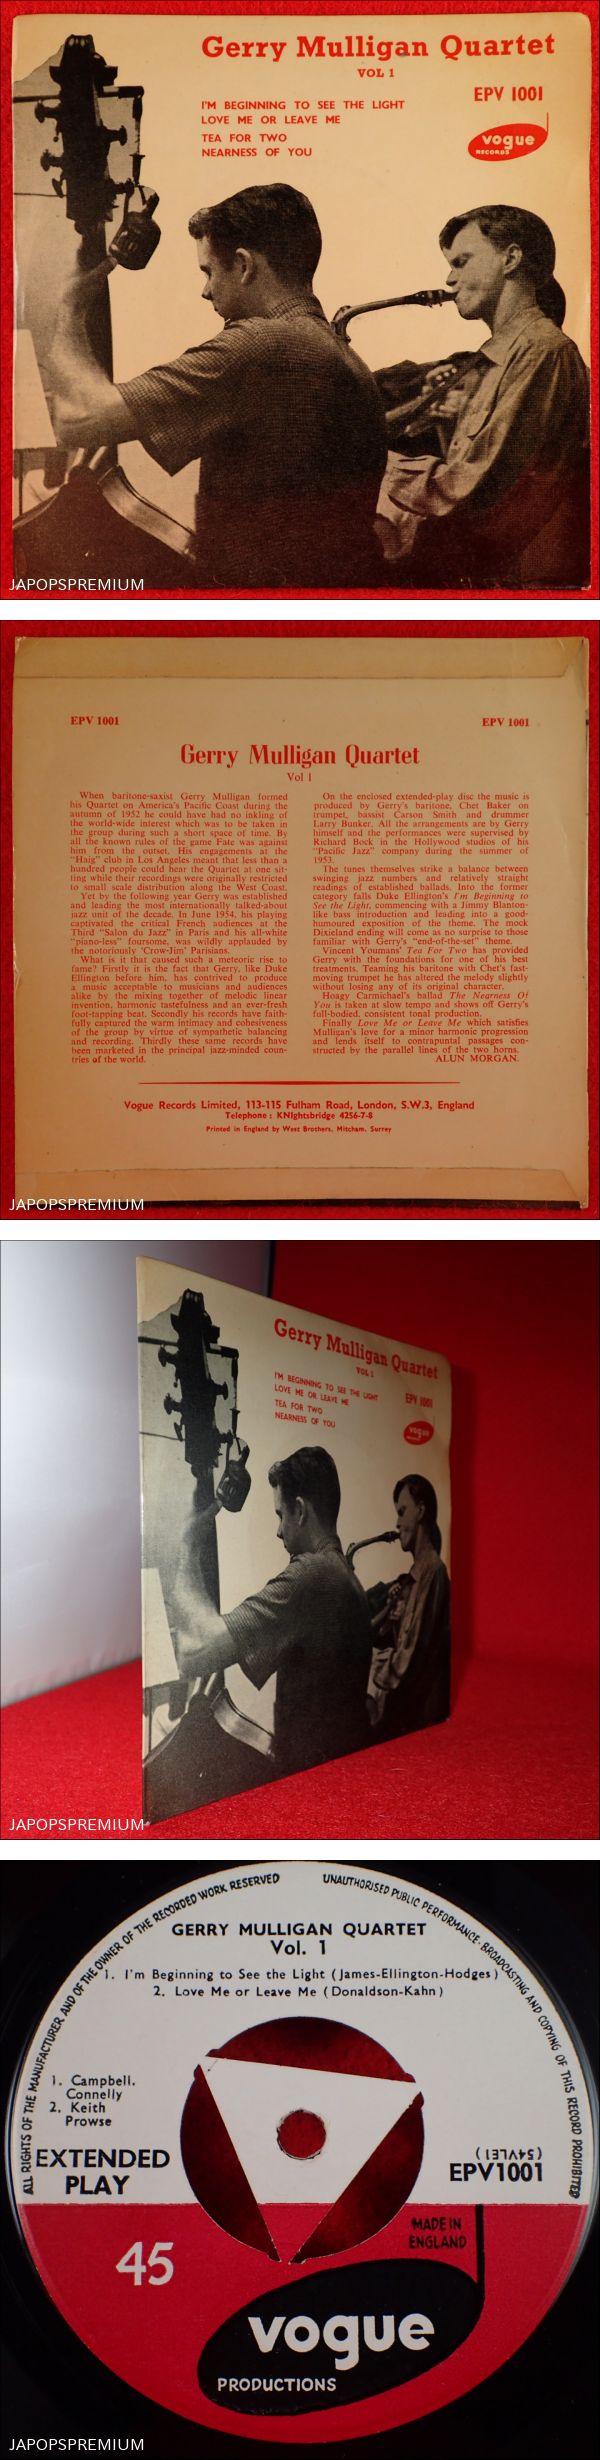 Gerry Mulligan Quartet
VOL 1
I'M BEGINNING TO SEE THE LIGHT
LOVE ME OR LEAVE ME
TEA FOR TWO
NEARNESS OF YOU
EPV 1001
vogue
RECORDS
JAPOPSPREMIUM
EPV 1001
EPV 1001
Gerry Mulligan Quartet
Vol 1
When baritone-saxist Gerry Mulligan formed
his Quartet on America's Pacific Coast during the
autumn of 1952 he could have had no inkling of
the world-wide interest which was to be taken in
the group during such a short space of time. By
all the known rules of the game Fate was against
him from the outset. His engagements at the
"Haig" club in Los Angeles meant that less than a
hundred people could hear the Quartet at one sit-
ting while their recordings were originally restricted
to small scale distribution along the West Coast.
Yet by the following year Gerry was established
and leading the most internationally talked-about
jazz unit of the decade. In June 1954, his playing
captivated the critical French audiences at the
Third "Salon du Jazz" in Paris and his all-white
"piano-less" foursome, was wildly applauded by
the notoriously 'Crow-Jim' Parisians.
What is it that caused such a meteoric rise to
fame? Firstly it is the fact that Gerry, like Duke
Ellington before him, has contrived to produce
a music acceptable to musicians and audiences
alike by the mixing together of melodic linear
invention, harmonic tastefulness and an ever-fresh
foot-tapping beat. Secondly his records have faith-
fully captured the warm intimacy and cohesiveness
of the group by virtue of sympathetic balancing
and recording. Thirdly these same records have
been marketed in the principal jazz-minded coun-
tries of the world.
On the enclosed extended-play disc the music is
produced by Gerry's baritone, Chet Baker on
trumpet, bassist Carson Smith and drummer
Larry Bunker. All the arrangements are by Gerry
himself and the performances were supervised by
Richard Bock in the Hollywood studios of his
"Pacific Jazz" company during the summer of
1953.
The tunes themselves strike a balance between
swinging jazz numbers and relatively straight
readings of established ballads. Into the former
category falls Duke Ellington's I'm Beginning to
See the Light, commencing with a Jimmy Blanton-
like bass introduction and leading into a good-
humoured exposition of the theme. The mock
Dixieland ending will come as no surprise to those
familiar with Gerry's "end-of-the-set" theme.
Vincent Youmans' Tea For Two has provided
Gerry with the foundations for one of his best
treatments. Teaming his baritone with Chet's fast-
moving trumpet he has altered the melody slightly
without losing any of its original character.
Hoagy Carmichael's ballad The Nearness Of
You is taken at slow tempo and shows off Gerry's
full-bodied, consistent tonal production.
Finally Love Me or Leave Me which satisfies
Mulligan's love for a minor harmonic progression
and lends itself to contrapuntal passages con-
structed by the parallel lines of the two horns.
ALUN MORGAN.
Vogue Records Limited, 113-115 Fulham Road, London, S.W.3, England
Telephone: KNIghtsbridge 4256-7-8
Printed in England by West Brothers, Mitcham, Surrey
JAPOPSPREMIUM
Gerry Mulligan Quartet
VOL 1
I'M BEGINNING TO SEE THE LIGHT
LOVE ME OR LEAVE ME
TEA FOR TWO
NEARNESS OF YOU
EPV 1001
vogue
RECORDS
JAPOPSPREMIUM
ALL RIGHTS OF THE MANUFACTURER AND OF THE OWNER OF THE RECORDED WORK RESERVED
UNAUTHORISED PUBLIC PERFORMANCE · BROADCASTING AND COPYING OF THIS RECORD PROHIBITED
GERRY MULLIGAN QUARTET
Vol. 1
1. I'm Beginning to See the Light (James-Ellington-Hodges)
2. Love Me or Leave Me (Donaldson-Kahn)
1. Campbell.
Connelly
2. Keith
Prowse
EXTENDED
PLAY
(54VLE1)
EPV1001
45
MADE IN
ENGLAND
vogue
PRODUCTIONS
JAPOPSPREMIUM